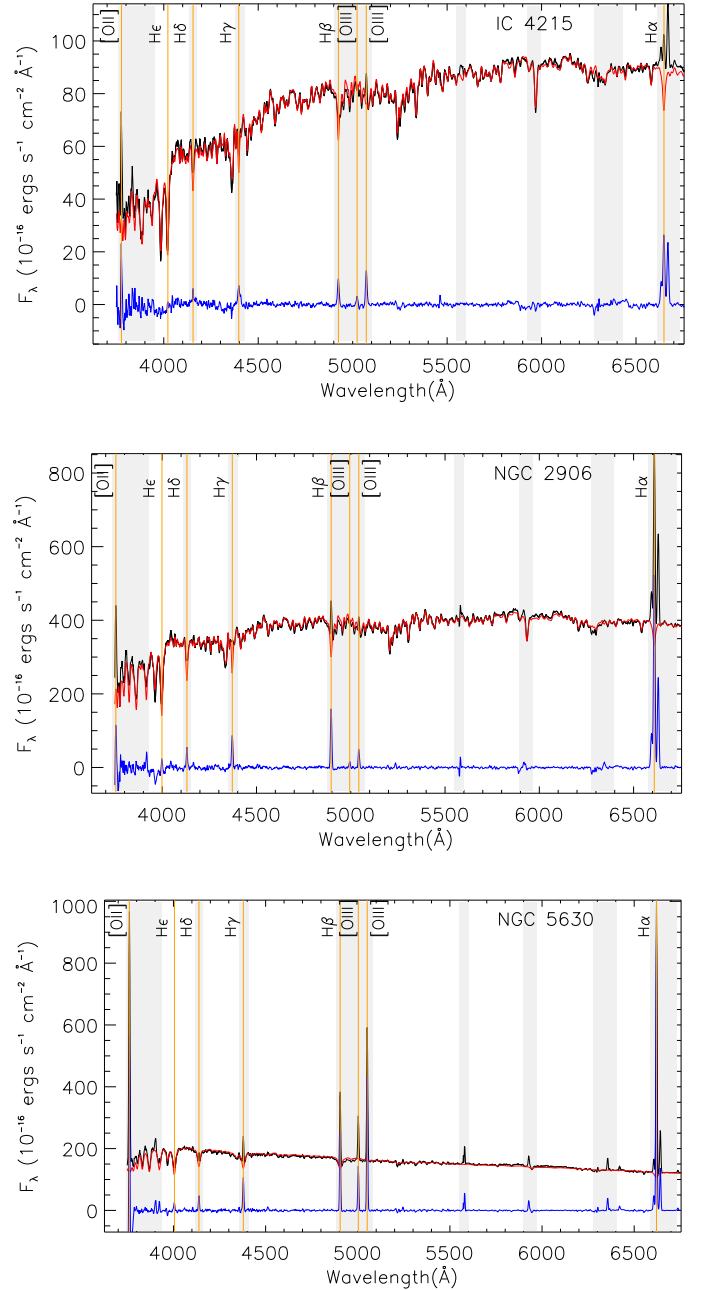 [OII] Hϵ Hδ Hγ Hβ [OIII] [OIII] IC 4215 Hα
100
80
60
40
20
0
F_λ (10⁻¹⁶ ergs s⁻¹ cm⁻² Å⁻¹)
4000 4500 5000 5500 6000 6500
Wavelength(Å)
[OII] Hϵ Hδ Hγ Hβ [OIII] [OIII] NGC 2906 Hα
800
600
400
200
0
F_λ (10⁻¹⁶ ergs s⁻¹ cm⁻² Å⁻¹)
4000 4500 5000 5500 6000 6500
Wavelength(Å)
[OII] Hϵ Hδ Hγ Hβ [OIII] [OIII] NGC 5630 Hα
1000
800
600
400
200
0
F_λ (10⁻¹⁶ ergs s⁻¹ cm⁻² Å⁻¹)
4000 4500 5000 5500 6000 6500
Wavelength(Å)